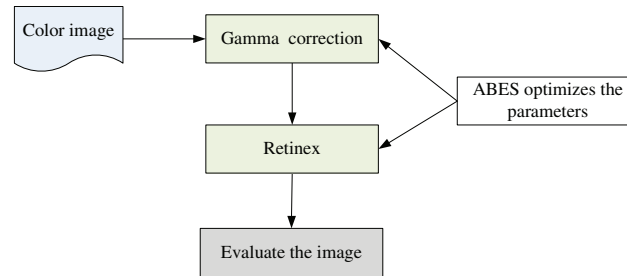 Color image
Gamma correction
ABES optimizes the
parameters
Retinex
Evaluate the image